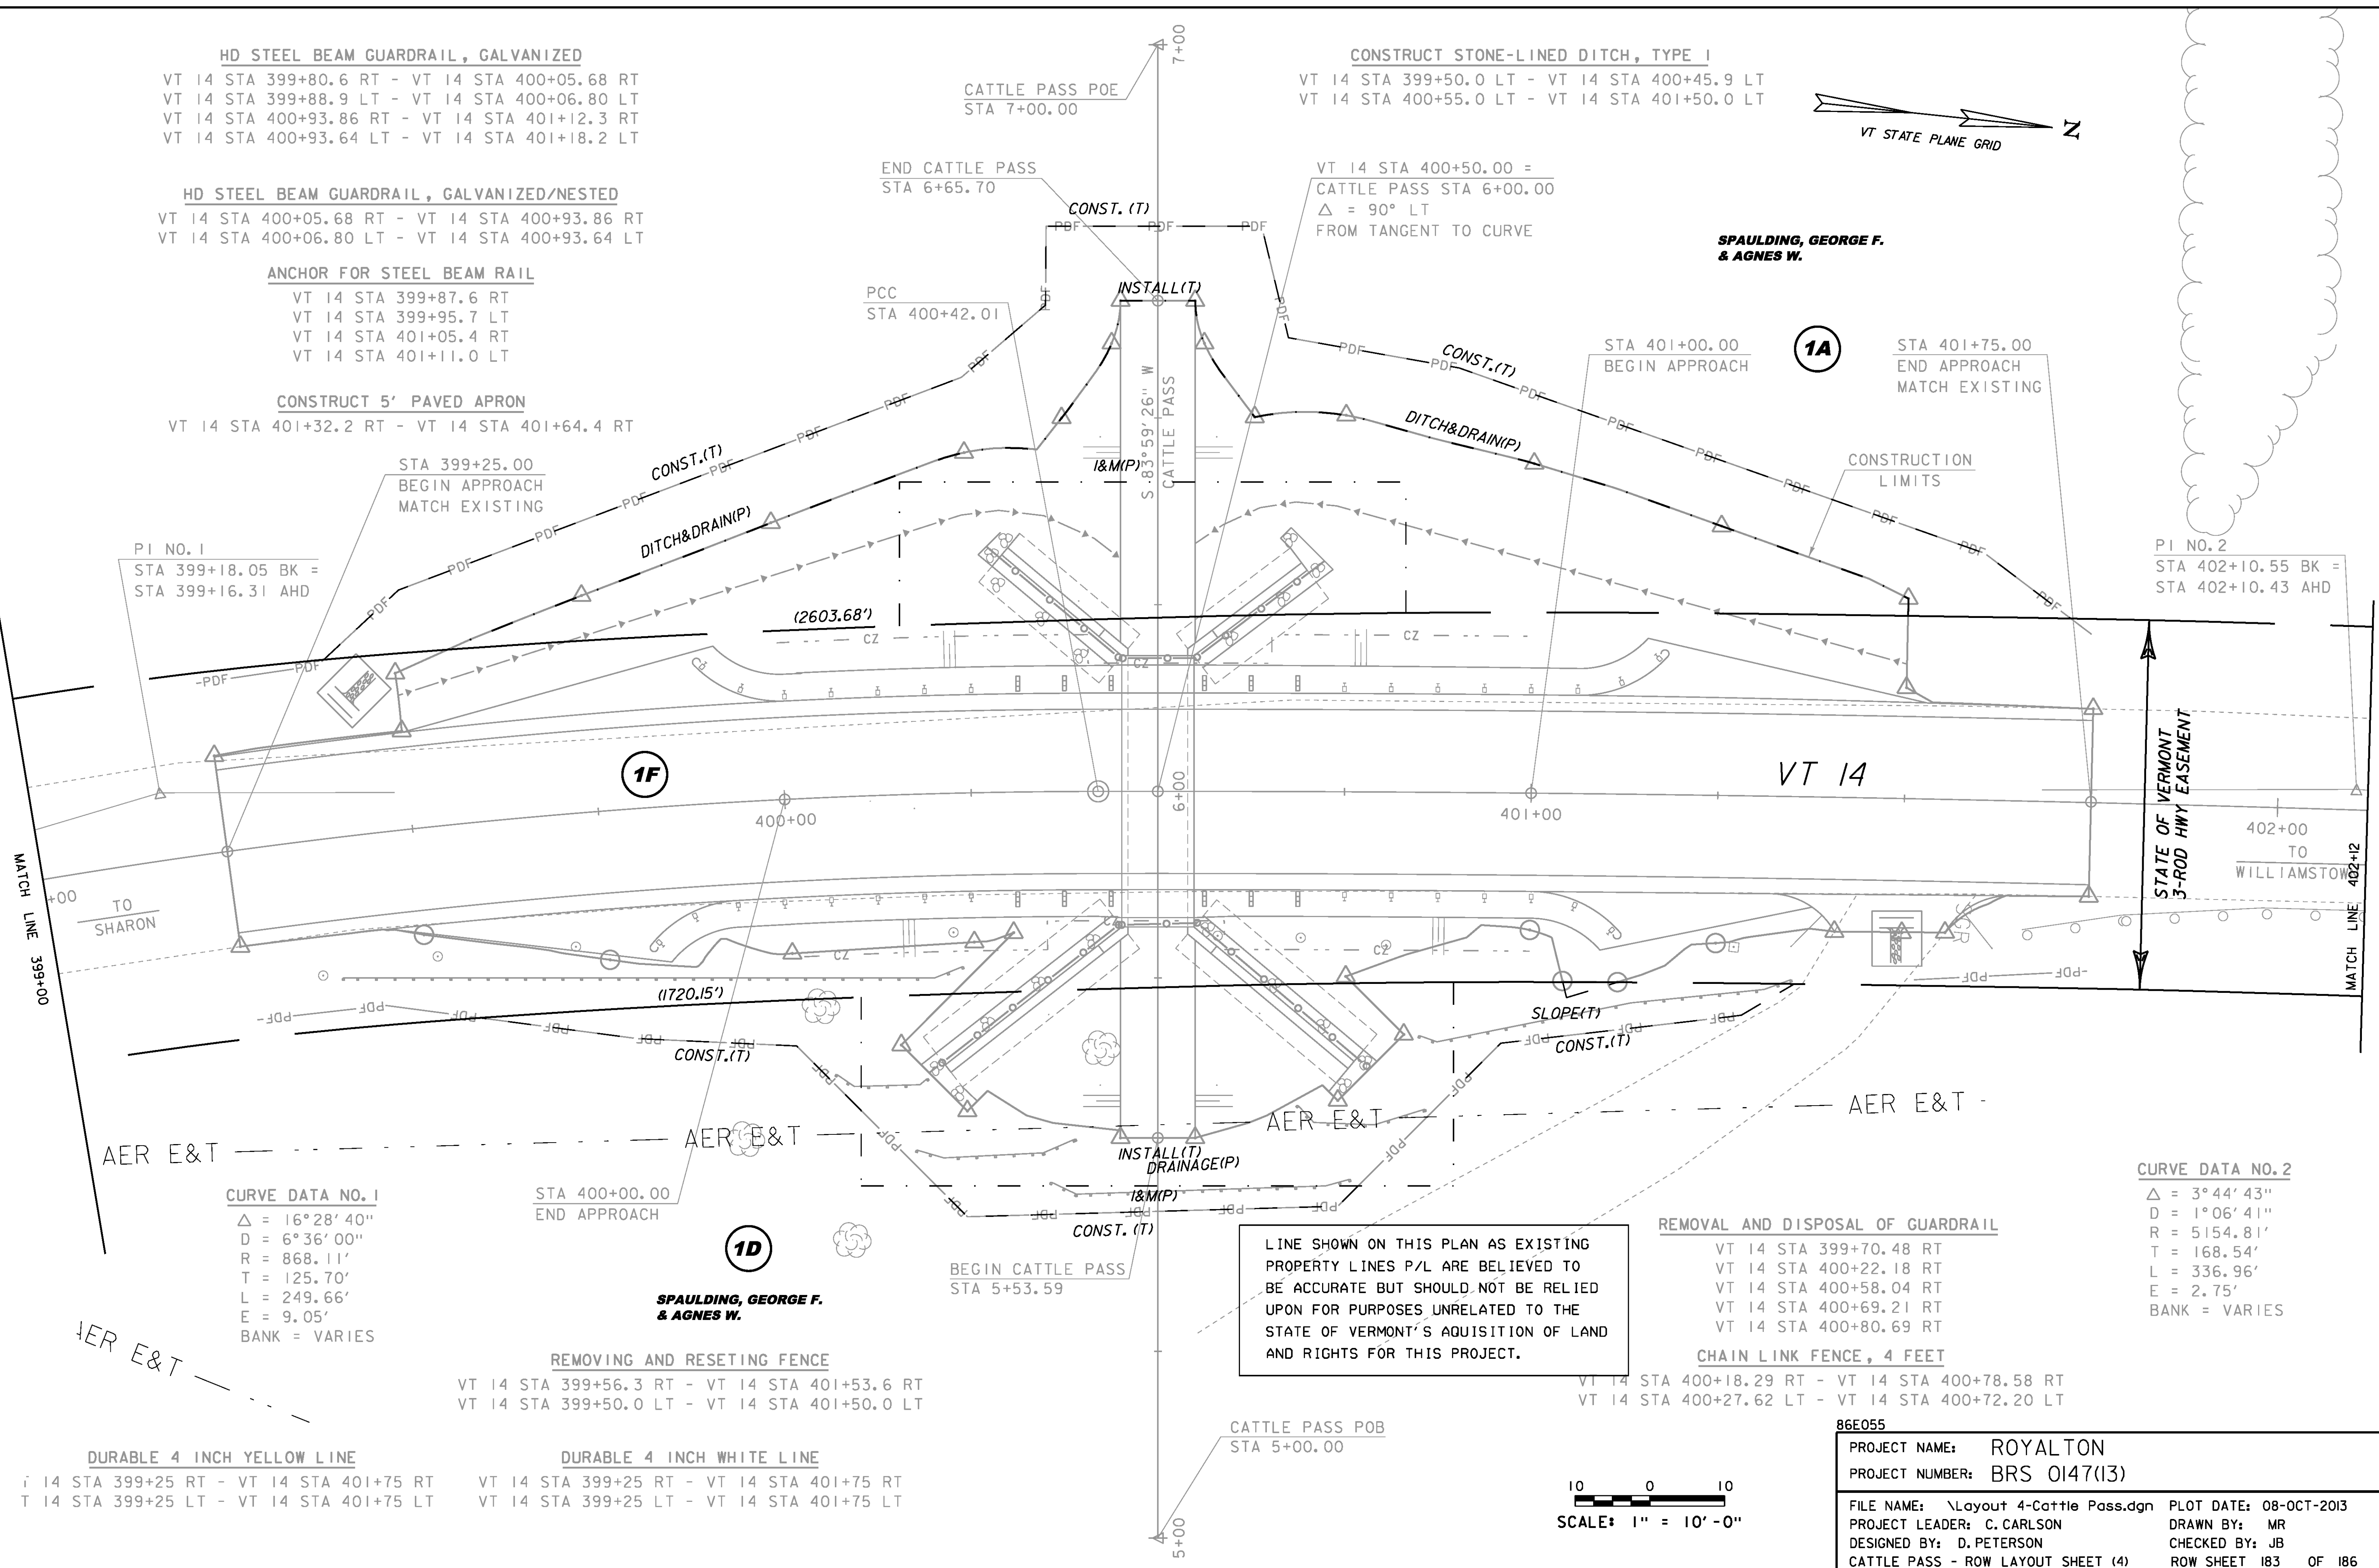 HD STEEL BEAM GUARDRAIL, GALVANIZED
VT 14 STA 399+80.6 RT - VT 14 STA 400+05.68 RT
VT 14 STA 399+88.9 LT - VT 14 STA 400+06.80 LT
VT 14 STA 400+93.86 RT - VT 14 STA 401+12.3 RT
VT 14 STA 400+93.64 LT - VT 14 STA 401+18.2 LT
HD STEEL BEAM GUARDRAIL, GALVANIZED/NESTED
VT 14 STA 400+05.68 RT - VT 14 STA 400+93.86 RT
VT 14 STA 400+06.80 LT - VT 14 STA 400+93.64 LT
ANCHOR FOR STEEL BEAM RAIL
VT 14 STA 399+87.6 RT
VT 14 STA 399+95.7 LT
VT 14 STA 401+05.4 RT
VT 14 STA 401+11.0 LT
CONSTRUCT 5' PAVED APRON
VT 14 STA 401+32.2 RT - VT 14 STA 401+64.4 RT
STA 399+25.00
BEGIN APPROACH
MATCH EXISTING
PI NO.1
STA 399+18.05 BK =
STA 399+16.31 AHD
7+00
CATTLE PASS POE
STA 7+00.00
END CATTLE PASS
STA 6+65.70
PCC
STA 400+42.01
CONSTRUCT STONE-LINED DITCH, TYPE 1
VT 14 STA 399+50.0 LT - VT 14 STA 400+45.9 LT
VT 14 STA 400+55.0 LT - VT 14 STA 401+50.0 LT
VT STATE PLANE GRID
N
VT 14 STA 400+50.00 =
CATTLE PASS STA 6+00.00
Δ = 90° LT
FROM TANGENT TO CURVE
SPAULDING, GEORGE F.
& AGNES W.
1A
STA 401+00.00
BEGIN APPROACH
STA 401+75.00
END APPROACH
MATCH EXISTING
CONSTRUCTION
LIMITS
PI NO.2
STA 402+10.55 BK =
STA 402+10.43 AHD
CONST.(T)
PDF PDF PDF
INSTALL(T)
PDF
PDF
CONST.(T)
CONST.(T)
DITCH&DRAIN(P)
DITCH&DRAIN(P)
I&M(P)
S 83°59'26" W
CATTLE PASS
(2603.68')
CZ
CZ
CZ
1F
VT 14
400+00
6+00
401+00
402+00
TO
WILLIAMSTOW
STATE OF VERMONT
3-ROD HWY EASEMENT
MATCH LINE 402+12
MATCH LINE 399+00
+00
TO
SHARON
CZ
CZ
(1720.15')
SLOPE(T)
CONST.(T)
CONST.(T)
AER E&T
AER E&T
AER E&T
AER E&T
AER E&T
INSTALL(T)
DRAINAGE(P)
I&M(P)
CONST.(T)
CURVE DATA NO.1
Δ = 16°28'40"
D = 6°36'00"
R = 868.11'
T = 125.70'
L = 249.66'
E = 9.05'
BANK = VARIES
STA 400+00.00
END APPROACH
1D
SPAULDING, GEORGE F.
& AGNES W.
BEGIN CATTLE PASS
STA 5+53.59
LINE SHOWN ON THIS PLAN AS EXISTING
PROPERTY LINES P/L ARE BELIEVED TO
BE ACCURATE BUT SHOULD NOT BE RELIED
UPON FOR PURPOSES UNRELATED TO THE
STATE OF VERMONT'S AQUISITION OF LAND
AND RIGHTS FOR THIS PROJECT.
REMOVAL AND DISPOSAL OF GUARDRAIL
VT 14 STA 399+70.48 RT
VT 14 STA 400+22.18 RT
VT 14 STA 400+58.04 RT
VT 14 STA 400+69.21 RT
VT 14 STA 400+80.69 RT
CHAIN LINK FENCE, 4 FEET
VT 14 STA 400+18.29 RT - VT 14 STA 400+78.58 RT
VT 14 STA 400+27.62 LT - VT 14 STA 400+72.20 LT
CURVE DATA NO.2
Δ = 3°44'43"
D = 1°06'41"
R = 5154.81'
T = 168.54'
L = 336.96'
E = 2.75'
BANK = VARIES
REMOVING AND RESETING FENCE
VT 14 STA 399+56.3 RT - VT 14 STA 401+53.6 RT
VT 14 STA 399+50.0 LT - VT 14 STA 401+50.0 LT
DURABLE 4 INCH YELLOW LINE
T 14 STA 399+25 RT - VT 14 STA 401+75 RT
T 14 STA 399+25 LT - VT 14 STA 401+75 LT
DURABLE 4 INCH WHITE LINE
VT 14 STA 399+25 RT - VT 14 STA 401+75 RT
VT 14 STA 399+25 LT - VT 14 STA 401+75 LT
CATTLE PASS POB
STA 5+00.00
5+00
10 0 10
SCALE: 1" = 10'-0"
86E055
PROJECT NAME: ROYALTON
PROJECT NUMBER: BRS 0147(13)
FILE NAME: \Layout 4-Cattle Pass.dgn PLOT DATE: 08-OCT-2013
PROJECT LEADER: C.CARLSON DRAWN BY: MR
DESIGNED BY: D.PETERSON CHECKED BY: JB
CATTLE PASS - ROW LAYOUT SHEET (4) ROW SHEET 183 OF 186